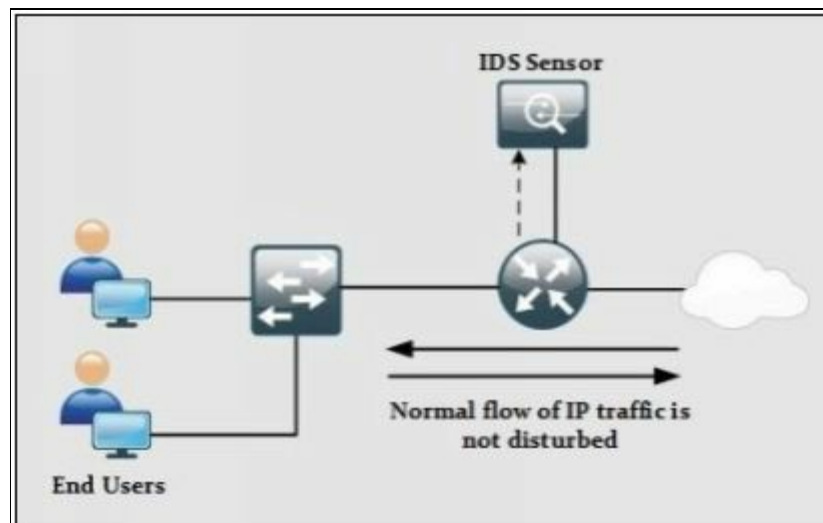 IDS Sensor
Normal flow of IP traffic is
not disturbed
End Users